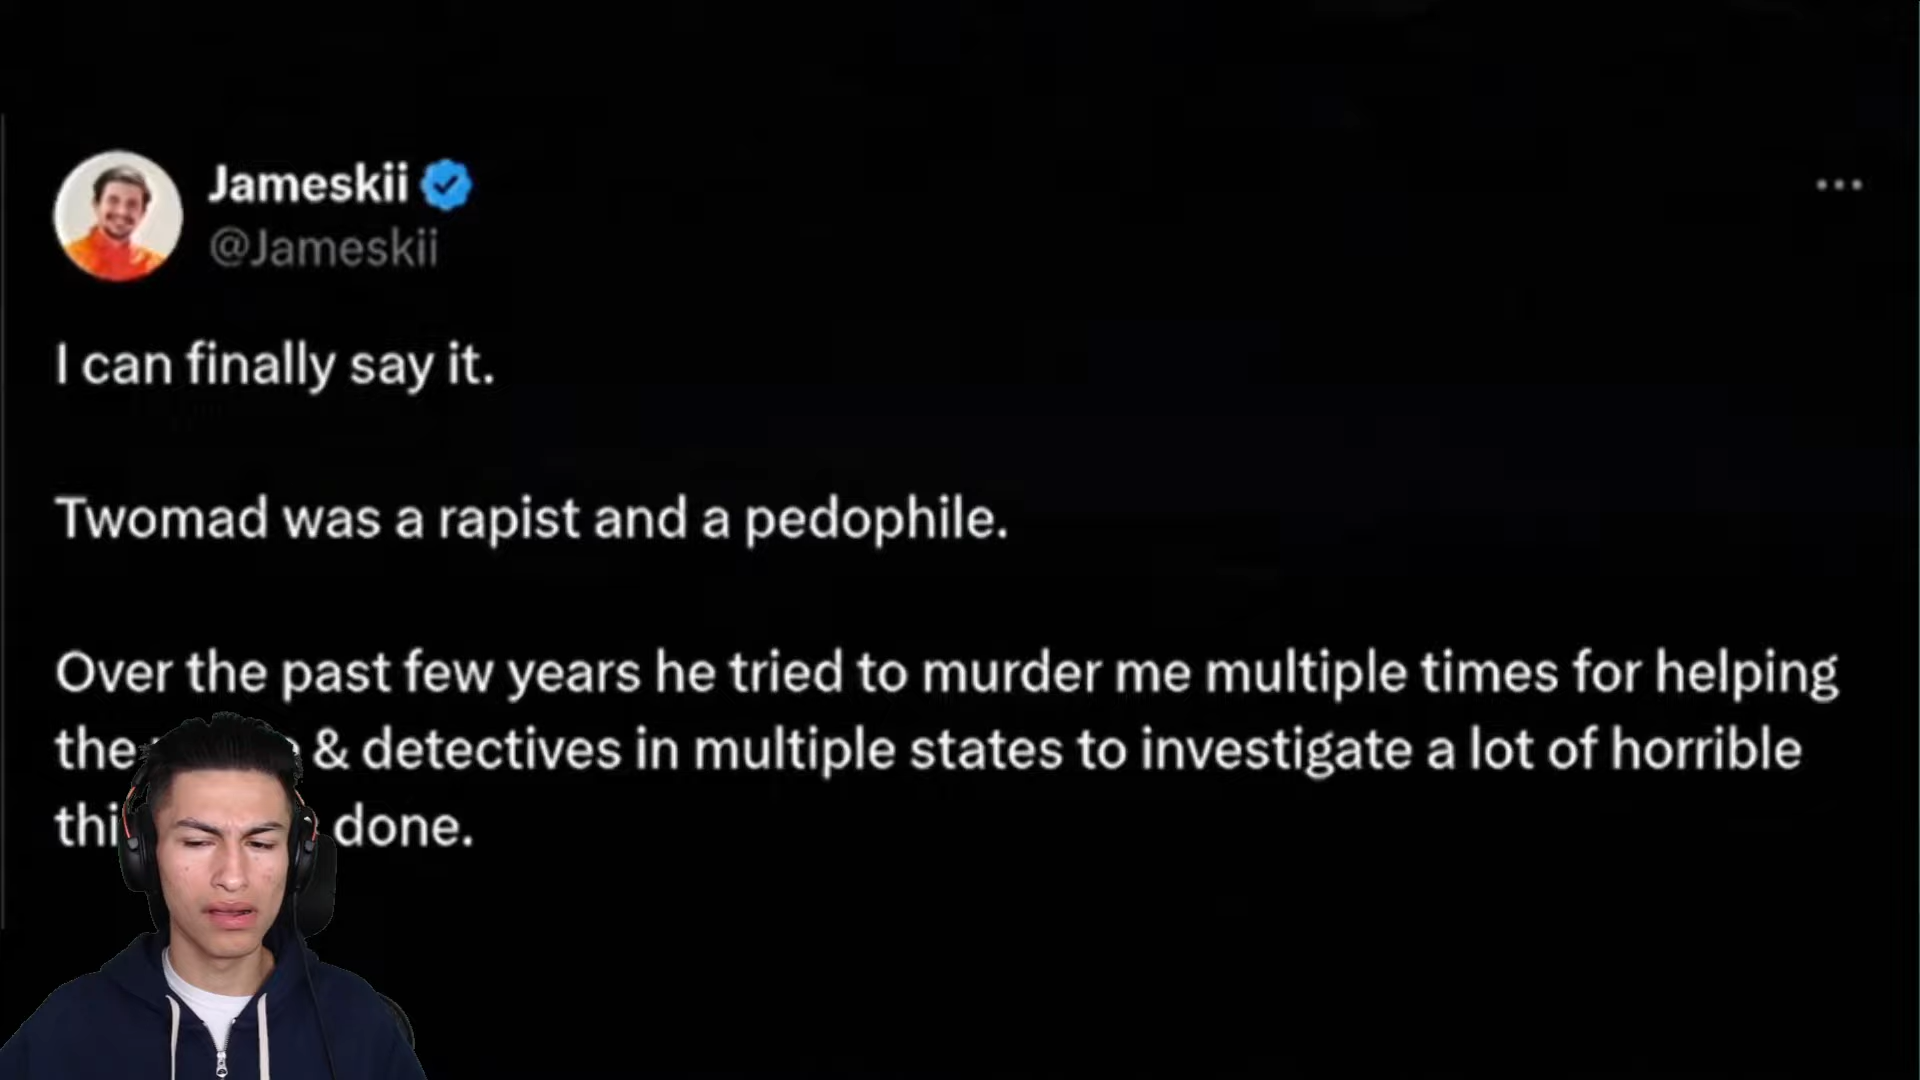 Jameskii
@Jameskii
I can finally say it.
Twomad was a rapist and a pedophile.
Over the past few years he tried to murder me multiple times for helping
the & detectives in multiple states to investigate a lot of horrible
done.